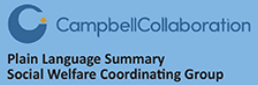 CampbellCollaboration
Plain Language Summary
Social Welfare Coordinating Group